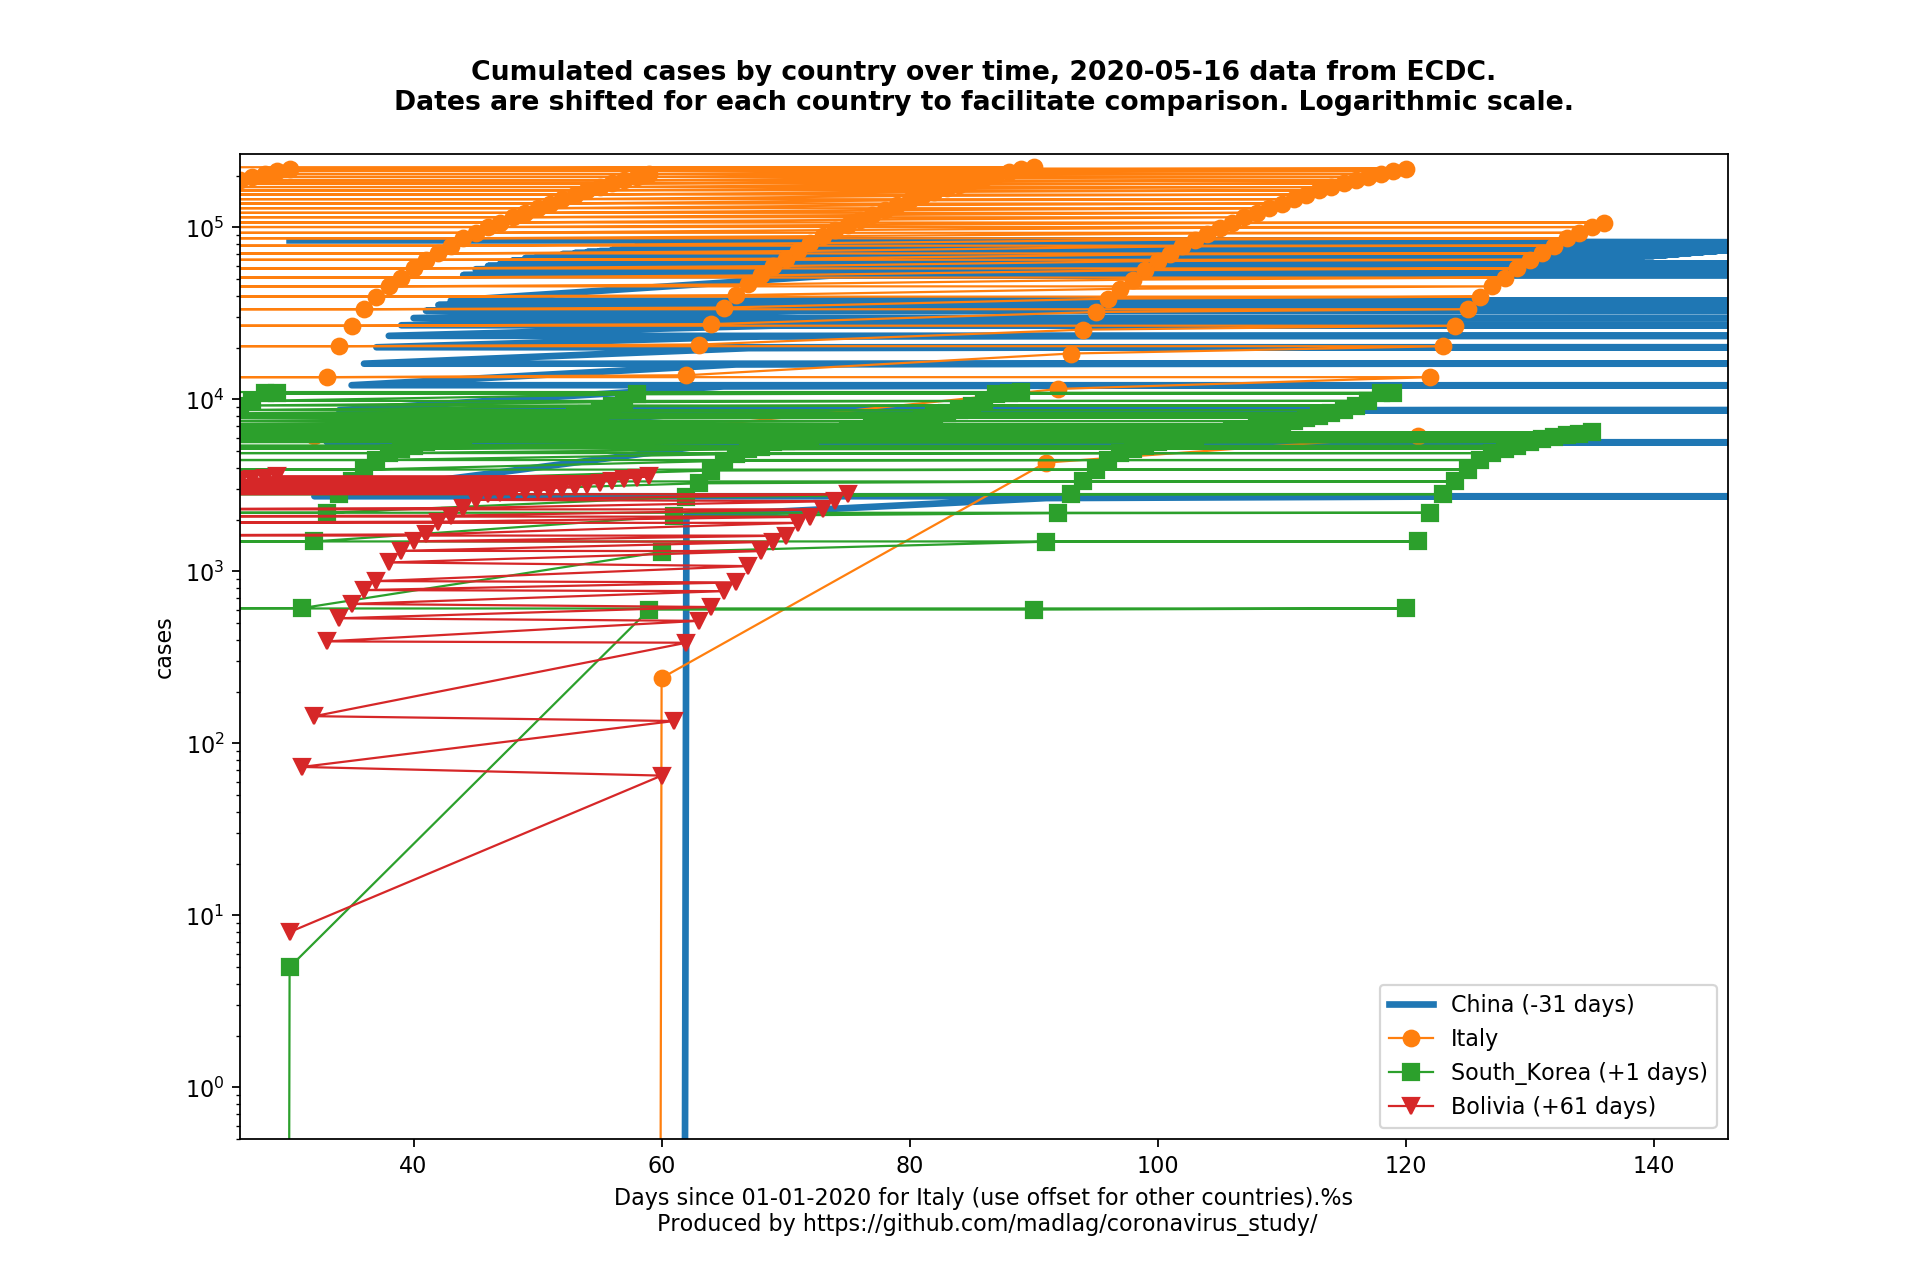 Cumulated cases by country over time, 2020-05-16 data from ECDC.
Dates are shifted for each country to facilitate comparison. Logarithmic scale.
10^5
10^4
10^3
10^2
10^1
10^0
cases
China (-31 days)
Italy
South_Korea (+1 days)
Bolivia (+61 days)
40 60 80 100 120 140
Days since 01-01-2020 for Italy (use offset for other countries).%s
Produced by https://github.com/madlag/coronavirus_study/